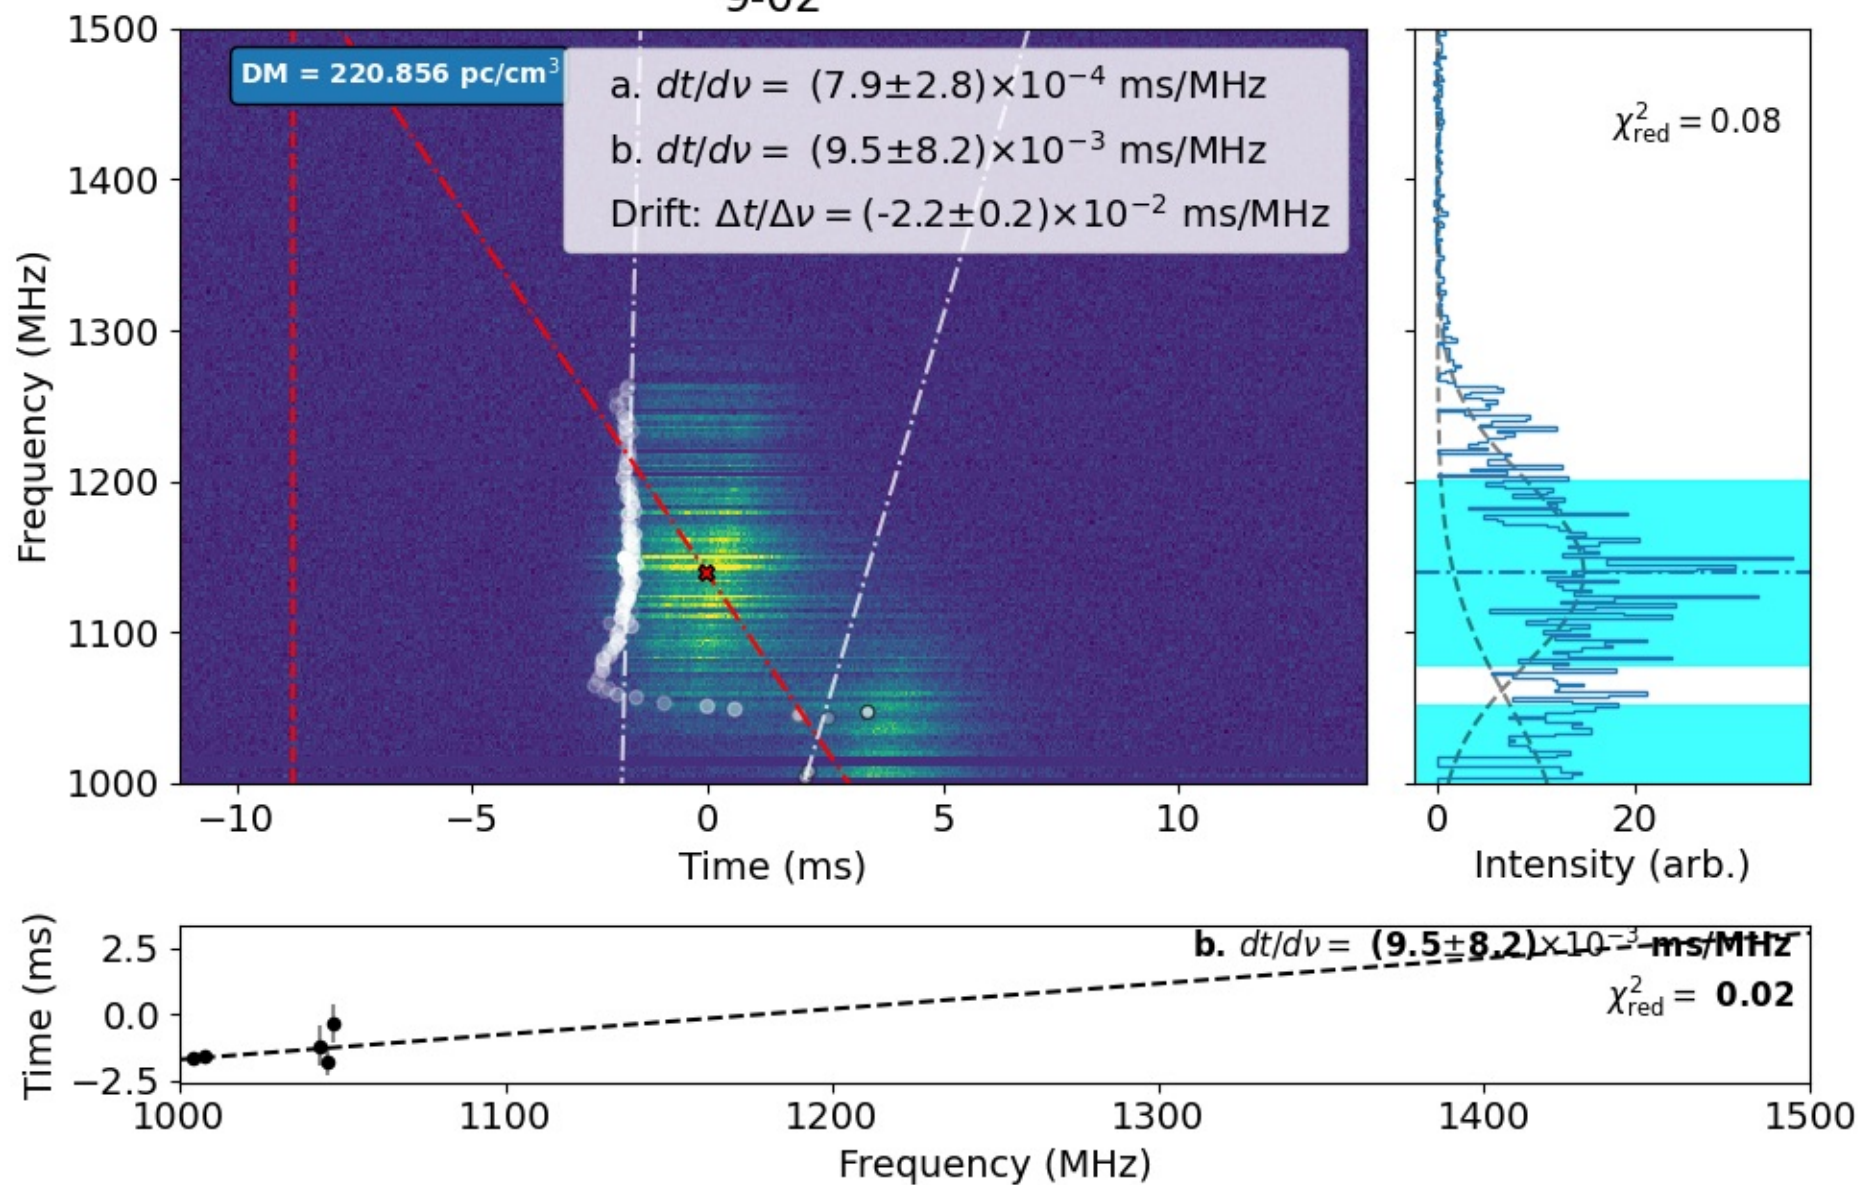 9-02
DM = 220.856 pc/cm³
a. dt/dν = (7.9±2.8)×10⁻⁴ ms/MHz
b. dt/dν = (9.5±8.2)×10⁻³ ms/MHz
Drift: Δt/Δν = (-2.2±0.2)×10⁻² ms/MHz
χ²red = 0.08
1500
1400
1300
1200
1100
1000
Frequency (MHz)
−10 −5 0 5 10
Time (ms)
0 20
Intensity (arb.)
b. dt/dν = (9.5±8.2)×10⁻³ ms/MHz
χ²red = 0.02
2.5
0.0
−2.5
Time (ms)
1000 1100 1200 1300 1400 1500
Frequency (MHz)